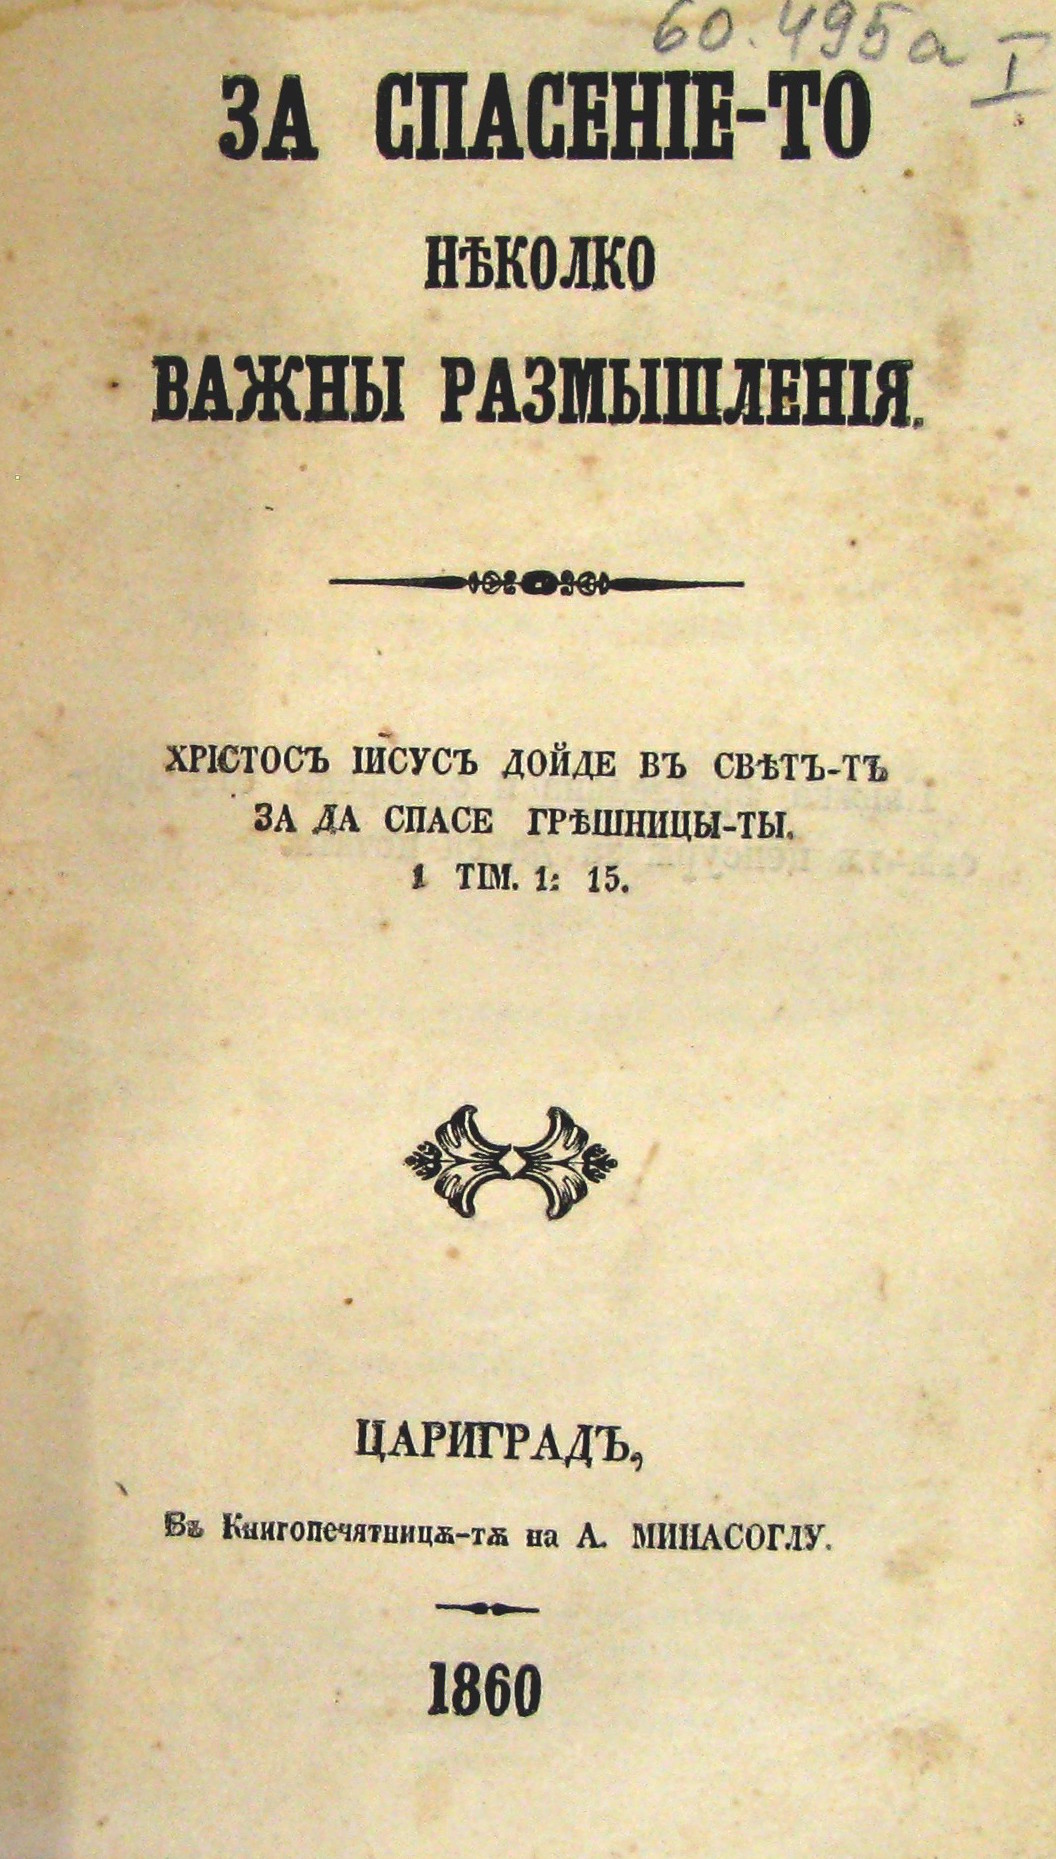 60.495a I
ЗА СПАСЕНІЕ-ТО
НѢКОЛКО
ВАЖНЫ РАЗМЫШЛЕНІЯ.
ХРІСТОСЪ ІИСУСЪ ДОЙДЕ ВЪ СВѢТЪ-ТЪ
ЗА ДА СПАСЕ ГРѢШНИЦЫ-ТЫ.
1 ТІМ. 1: 15.
ЦАРИГРАДЪ,
Въ Книгопечятницѫ-тѫ на А. МИНАСОГЛУ.
1860